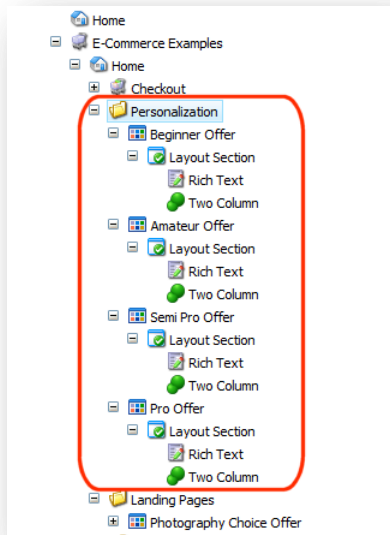 Home
E-Commerce Examples
Home
Checkout
Personalization
Beginner Offer
Layout Section
Rich Text
Two Column
Amateur Offer
Layout Section
Rich Text
Two Column
Semi Pro Offer
Layout Section
Rich Text
Two Column
Pro Offer
Layout Section
Rich Text
Two Column
Landing Pages
Photography Choice Offer